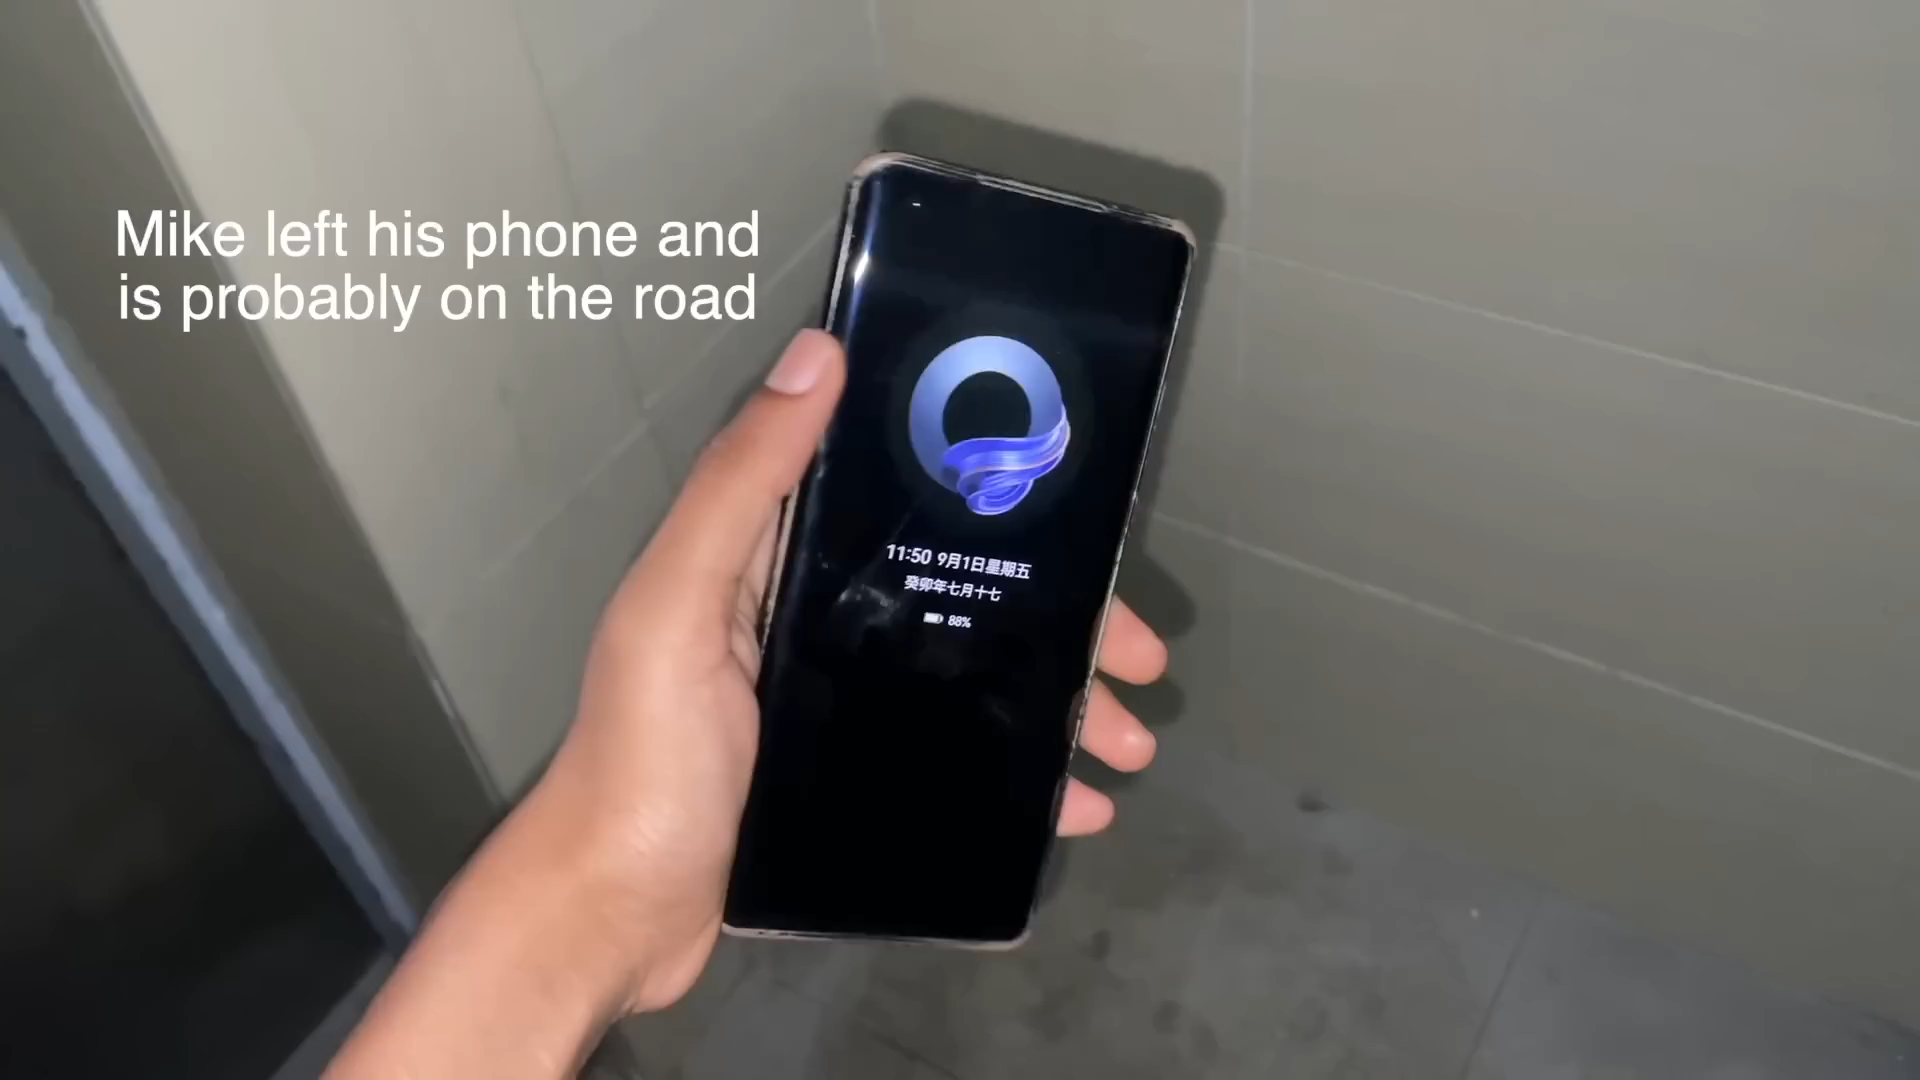 Mike left his phone and
is probably on the road
11:50 9月1日星期五
癸卯年七月十七
88%